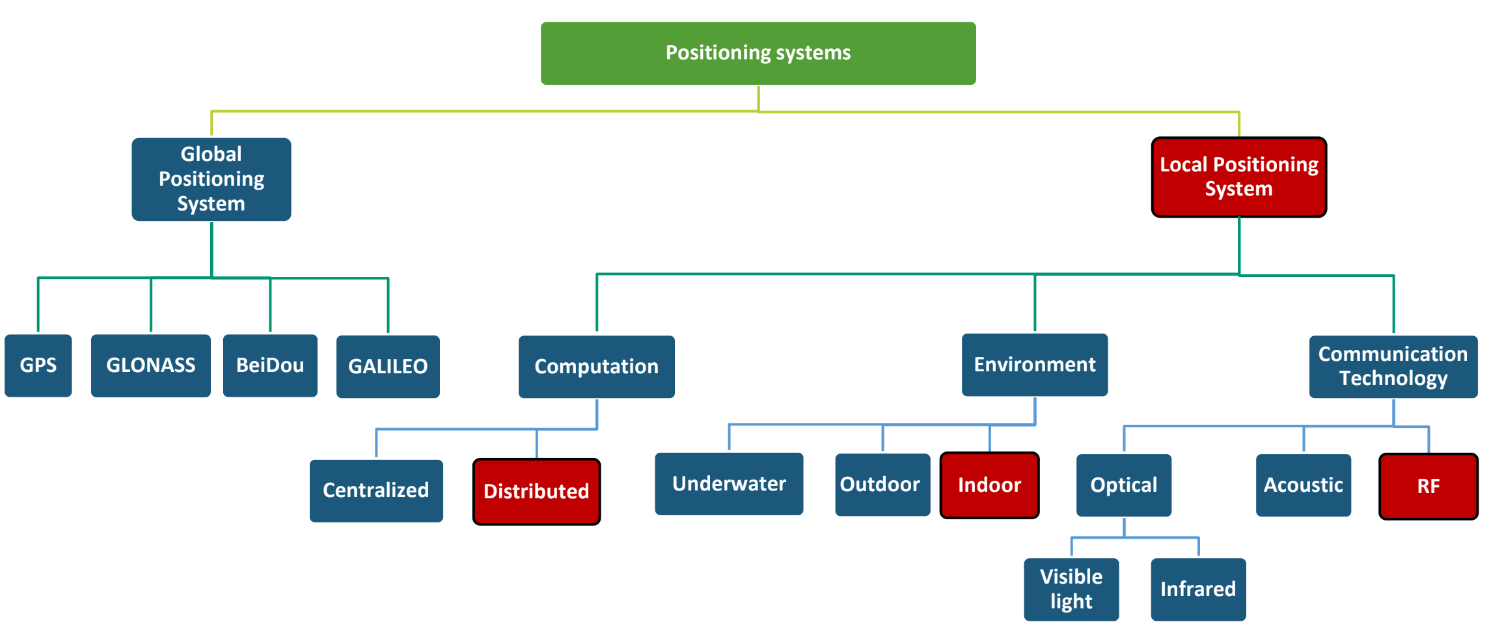 Positioning systems
Global
Positioning
System
Local Positioning
System
GPS
GLONASS
BeiDou
GALILEO
Computation
Environment
Communication
Technology
Centralized
Distributed
Underwater
Outdoor
Indoor
Optical
Acoustic
RF
Visible
light
Infrared